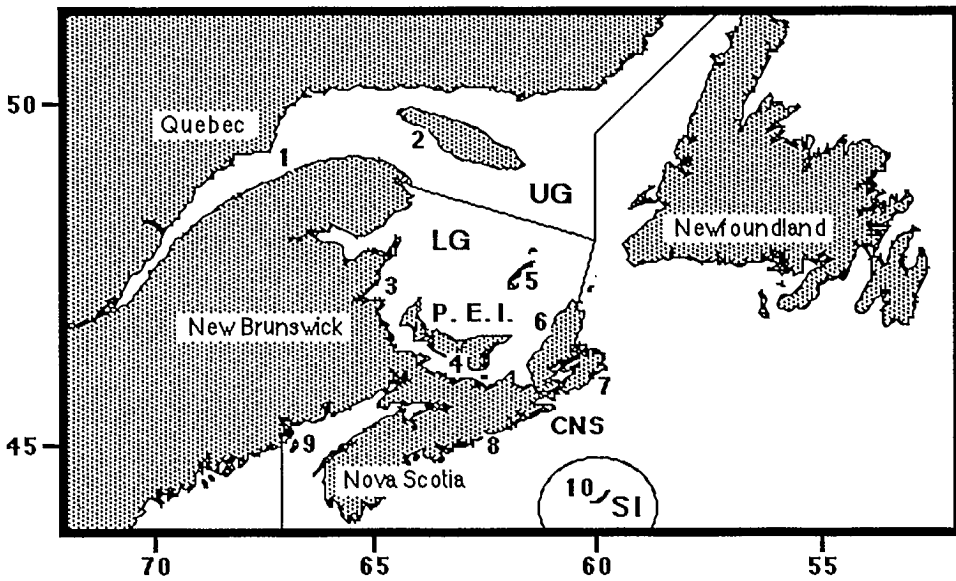 50
Quebec
1
2
UG
Newfoundland
LG
5
3
P. E. I.
6
New Brunswick
4
7
CNS
45
9
8
Nova Scotia
10
SI
70
65
60
55